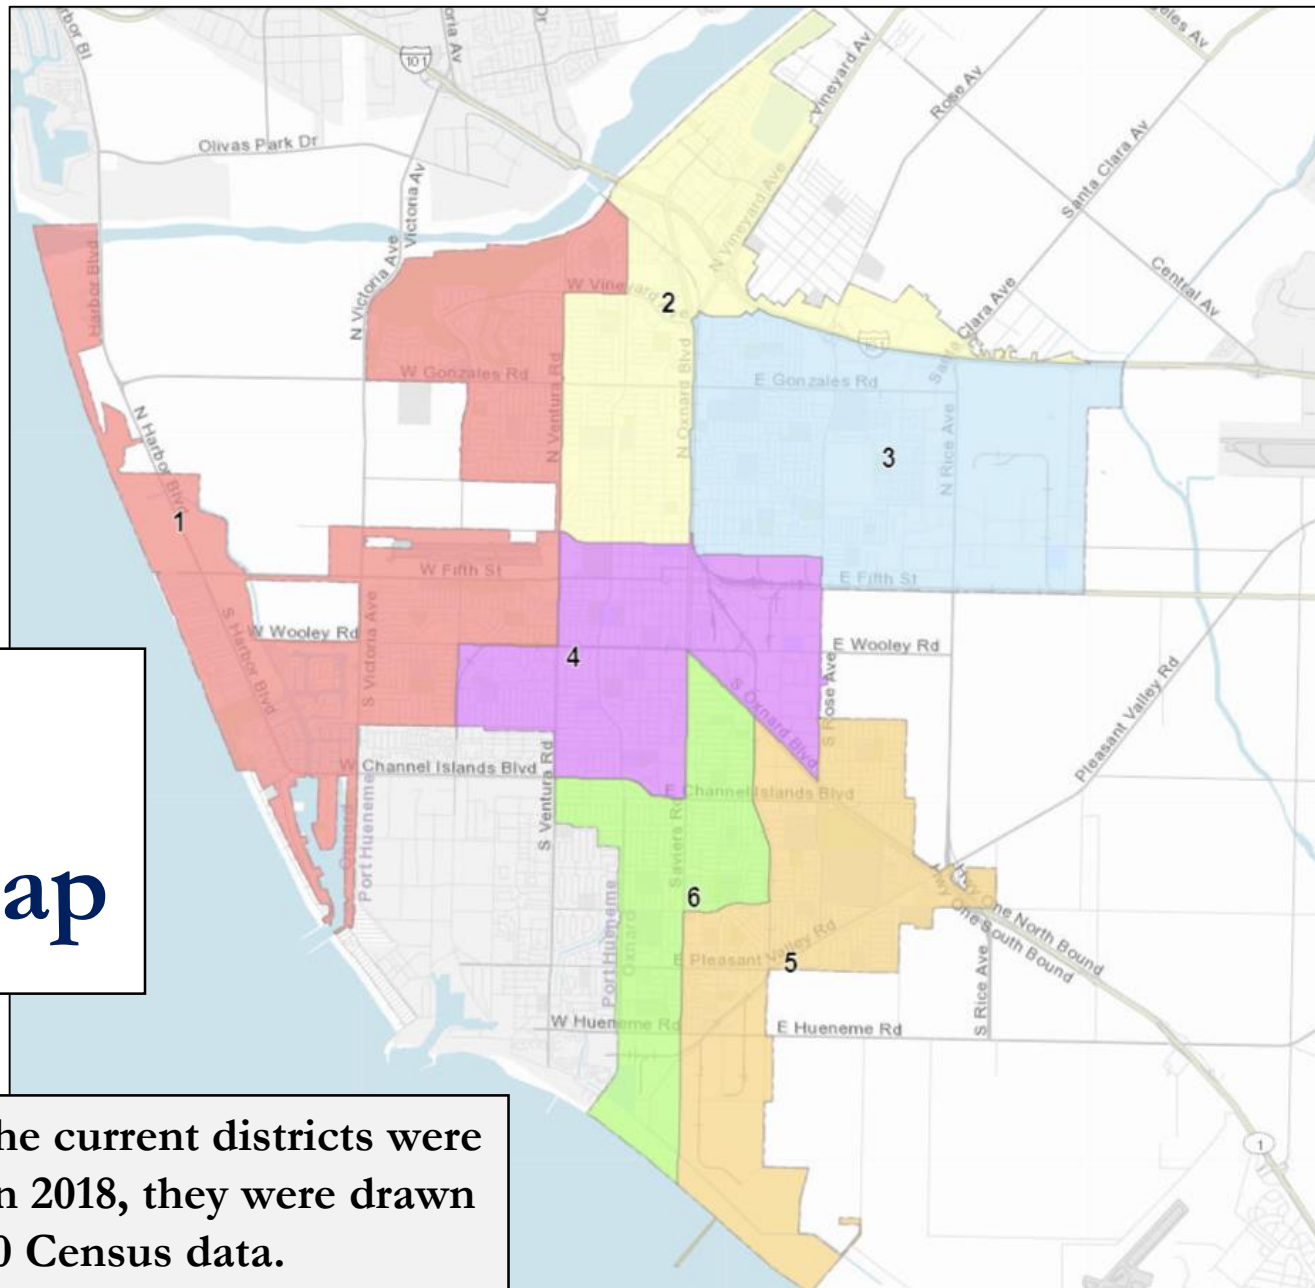 101
Olivas Park Dr
Victoria Av
N Victoria Ave
Vineyard Av
Rose Av
Santa Clara Av
Central Av
Harbor Blvd
N Vineyard Ave
2
W Gonzales Rd
N Ventura Rd
N Oxnard Blvd
E Gonzales Rd
101
Clara Ave
3
N Rice Ave
N Harbor Blvd
1
W Fifth St
E Fifth St
W Wooley Rd
4
E Wooley Rd
S Harbor Blvd
S Victoria Ave
S Oxnard Blvd
S Rose Ave
Pleasant Valley Rd
W Channel Islands Blvd
E Channel Islands Blvd
S Ventura Rd
Port Hueneme
Oxnard
Saviers Rd
6
Port Hueneme
Oxnard
E Pleasant Valley Rd
5
Hwy One North Bound
One South Bound
S Rice Ave
W Hueneme Rd
E Hueneme Rd
1
ap
he current districts were
n 2018, they were drawn
0 Census data.